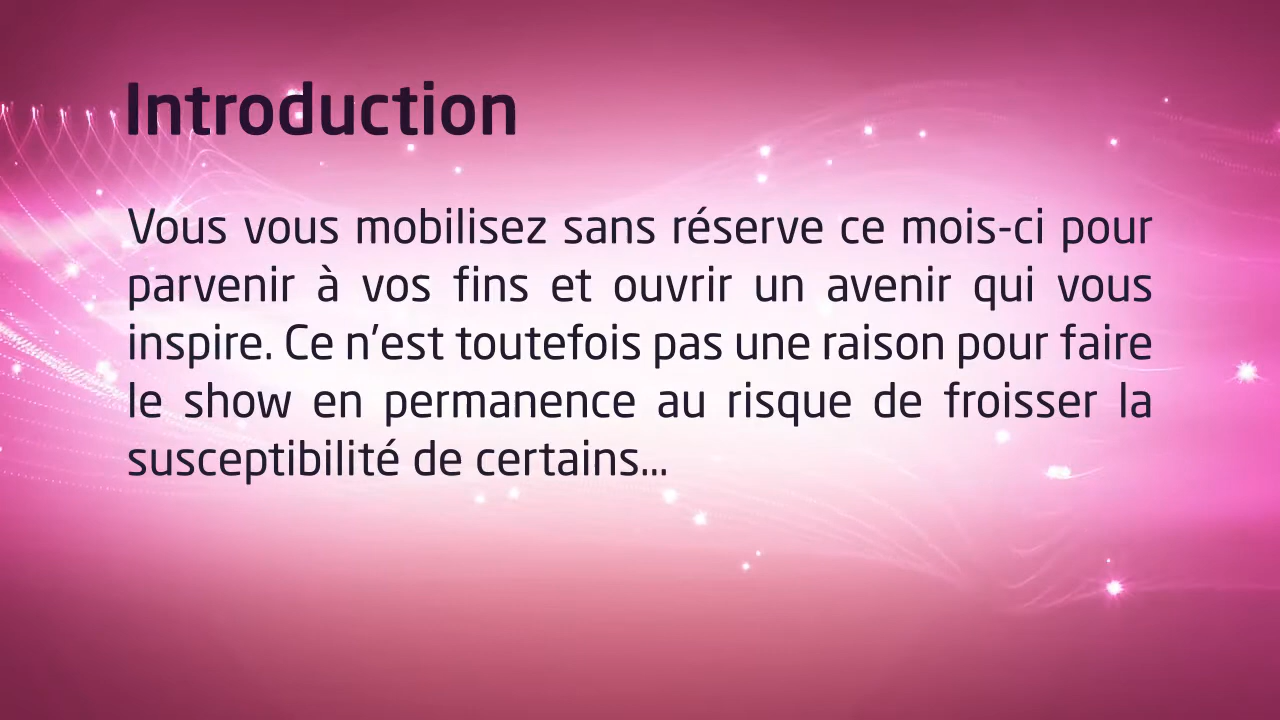 Introduction
Vous vous mobilisez sans réserve ce mois-ci pour
parvenir à vos fins et ouvrir un avenir qui vous
inspire. Ce n'est toutefois pas une raison pour faire
le show en permanence au risque de froisser la
susceptibilité de certains...